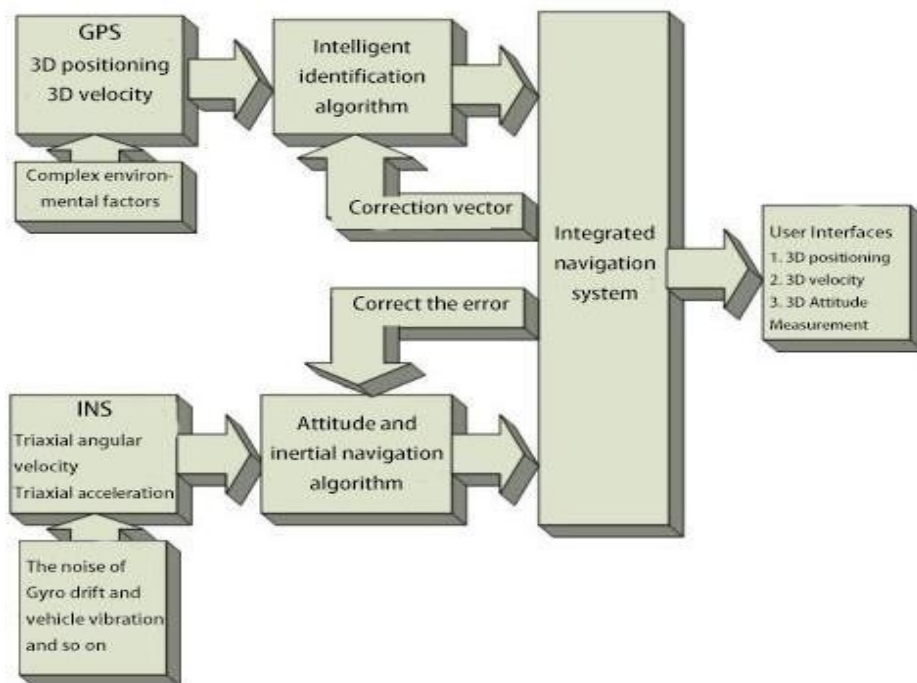 GPS
3D positioning
3D velocity
Intelligent
identification
algorithm
Complex environ-
mental factors
Correction vector
Integrated
navigation
system
User Interfaces
1. 3D positioning
2. 3D velocity
3. 3D Attitude
Measurement
Correct the error
INS
Triaxial angular
velocity
Triaxial acceleration
Attitude and
inertial navigation
algorithm
The noise of
Gyro drift and
vehicle vibration
and so on